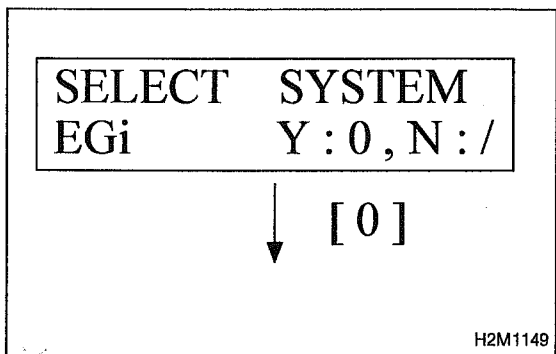 SELECT SYSTEM
EGi Y : 0 , N : /
[ 0 ]
H2M1149